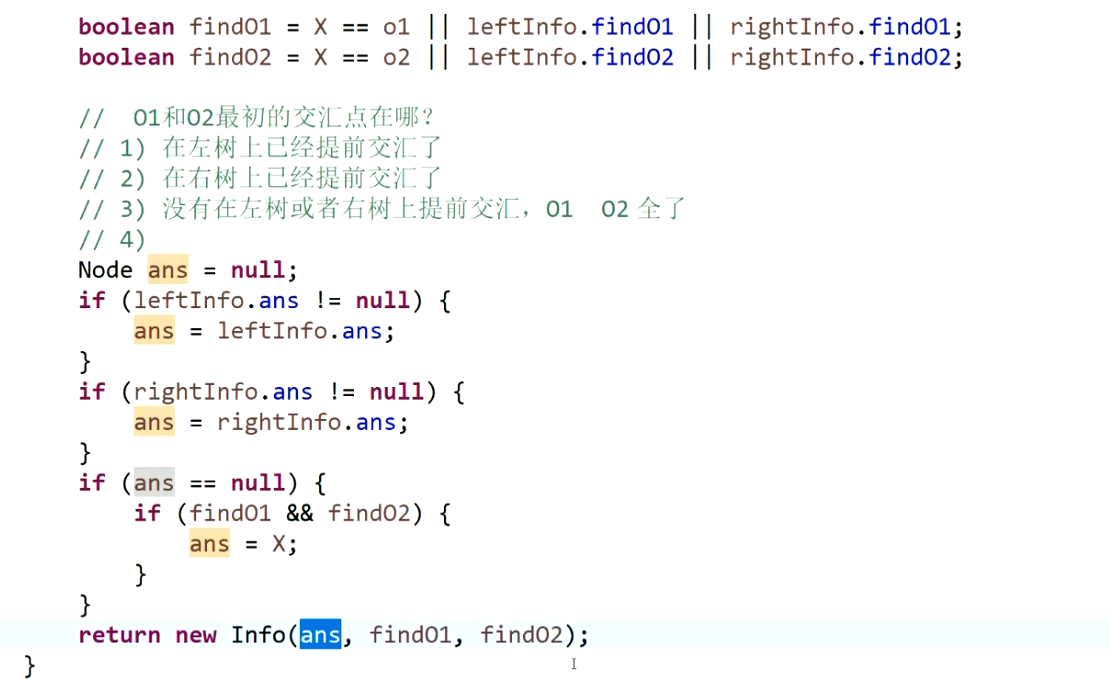 boolean findO1 = X == o1 || leftInfo.findO1 || rightInfo.findO1;
boolean findO2 = X == o2 || leftInfo.findO2 || rightInfo.findO2;
// O1和O2最初的交汇点在哪?
// 1) 在左树上已经提前交汇了
// 2) 在右树上已经提前交汇了
// 3) 没有在左树或者右树上提前交汇，O1 O2 全了
// 4)
Node ans = null;
if (leftInfo.ans != null) {
ans = leftInfo.ans;
}
if (rightInfo.ans != null) {
ans = rightInfo.ans;
}
if (ans == null) {
if (findO1 && findO2) {
ans = X;
}
}
return new Info(ans, findO1, findO2);
}